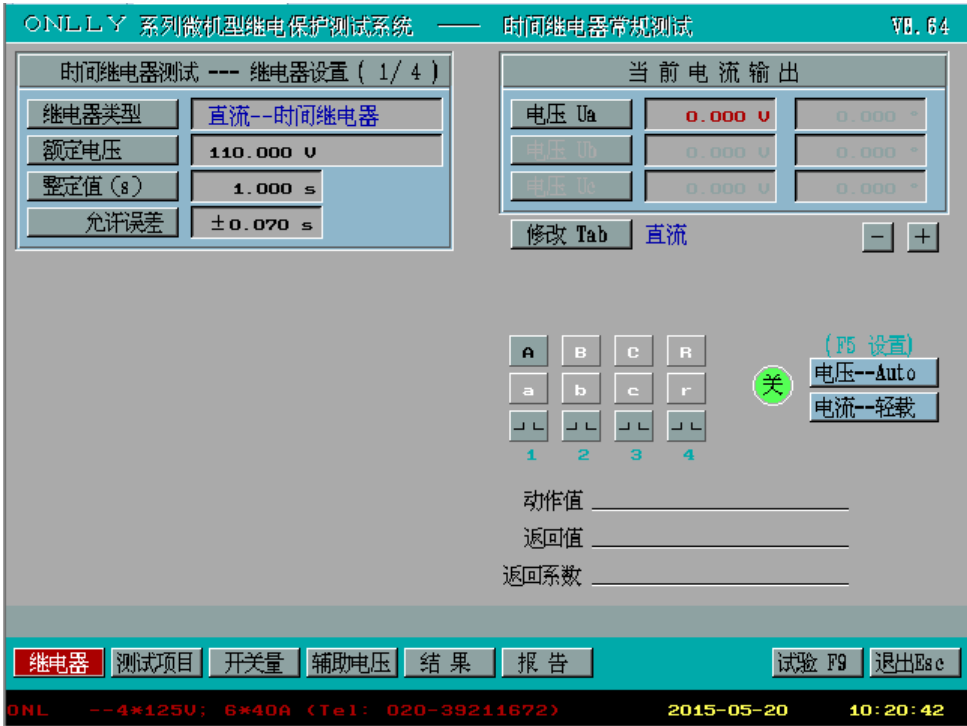 ONLLY 系列微机型继电保护测试系统 —— 时间继电器常规测试 V8.64
时间继电器测试 --- 继电器设置 ( 1/ 4 )
继电器类型 直流--时间继电器
额定电压 110.000 V
整定值 (s) 1.000 s
允许误差 ±0.070 s
当 前 电 流 输 出
电压 Ua 0.000 V 0.000 °
电压 Ub 0.000 V 0.000 °
电压 Uc 0.000 V 0.000 °
修改 Tab 直流 - +
A B C R
a b c r
1 2 3 4
关
(F5 设置)
电压--Auto
电流--轻载
动作值
返回值
返回系数
继电器 测试项目 开关量 辅助电压 结 果 报 告 试验 F9 退出Esc
ONL --4*125V; 6*40A (Tel: 020-39211672) 2015-05-20 10:20:42